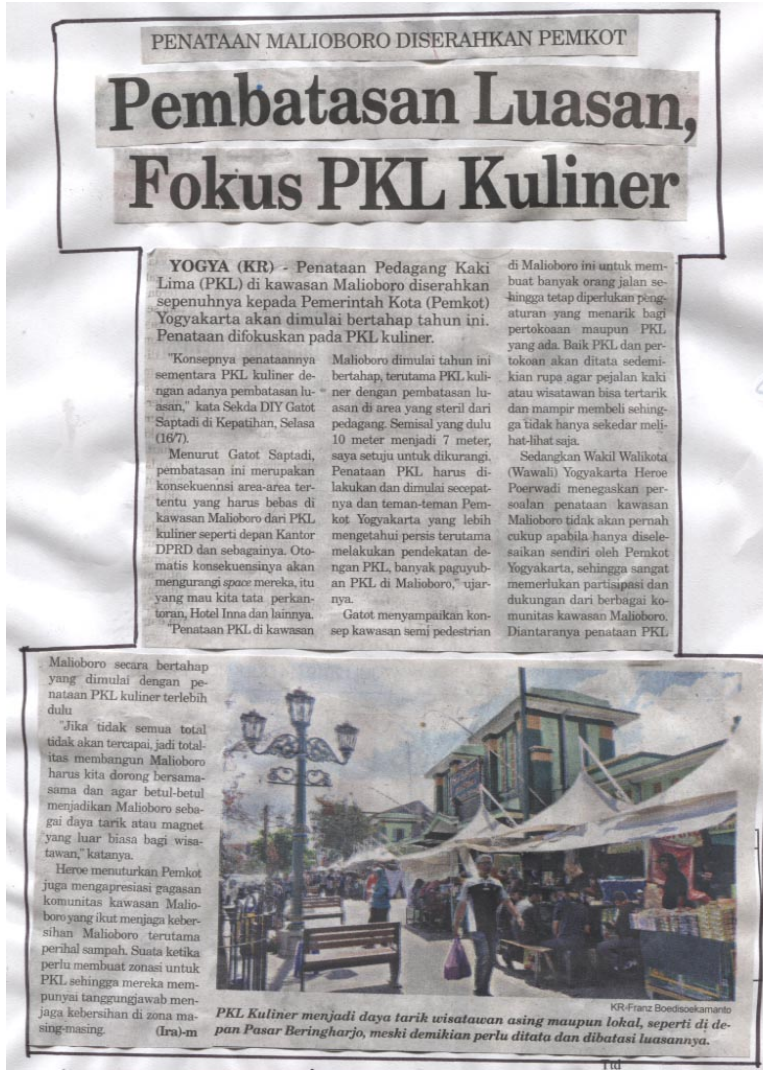 PENATAAN MALIOBORO DISERAHKAN PEMKOT
Pembatasan Luasan,
Fokus PKL Kuliner
YOGYA (KR) - Penataan Pedagang Kaki
Lima (PKL) di kawasan Malioboro diserahkan
sepenuhnya kepada Pemerintah Kota (Pemkot)
Yogyakarta akan dimulai bertahap tahun ini.
Penataan difokuskan pada PKL kuliner.
"Konsepnya penataannya
sementara PKL kuliner de-
ngan adanya pembatasan lu-
asan," kata Sekda DIY Gatot
Saptadi di Kepatihan, Selasa
(16/7).
Menurut Gatot Saptadi,
pembatasan ini merupakan
konsekuennsi area-area ter-
tentu yang harus bebas di
kawasan Malioboro dari PKL
kuliner seperti depan Kantor
DPRD dan sebagainya. Oto-
matis konsekuensinya akan
mengurangi space mereka, itu
yang mau kita tata perkan-
toran, Hotel Inna dan lainnya.
"Penataan PKL di kawasan
Malioboro dimulai tahun ini
bertahap, terutama PKL kuli-
ner dengan pembatasan lu-
asan di area yang steril dari
pedagang. Semisal yang dulu
10 meter menjadi 7 meter,
saya setuju untuk dikurangi.
Penataan PKL harus di-
lakukan dan dimulai secepat-
nya dan teman-teman Pem-
kot Yogyakarta yang lebih
mengetahui persis terutama
melakukan pendekatan de-
ngan PKL, banyak paguyub-
an PKL di Malioboro," ujar-
nya.
Gatot menyampaikan kon-
sep kawasan semi pedestrian
di Malioboro ini untuk mem-
buat banyak orang jalan se-
hingga tetap diperlukan peng-
aturan yang menarik bagi
pertokoaan maupun PKL
yang ada. Baik PKL dan per-
tokoan akan ditata sedemi-
kian rupa agar pejalan kaki
atau wisatawan bisa tertarik
dan mampir membeli sehing-
ga tidak hanya sekedar meli-
hat-lihat saja.
Sedangkan Wakil Walikota
(Wawali) Yogyakarta Heroe
Poerwadi menegaskan per-
soalan penataan kawasan
Malioboro tidak akan pernah
cukup apabila hanya disele-
saikan sendiri oleh Pemkot
Yogyakarta, sehingga sangat
memerlukan partisipasi dan
dukungan dari berbagai ko-
munitas kawasan Malioboro.
Diantaranya penataan PKL
Malioboro secara bertahap
yang dimulai dengan pe-
nataan PKL kuliner terlebih
dulu
"Jika tidak semua total
tidak akan tercapai, jadi total-
itas membangun Malioboro
harus kita dorong bersama-
sama dan agar betul-betul
menjadikan Malioboro seba-
gai daya tarik atau magnet
yang luar biasa bagi wisa-
tawan," katanya.
Heroe menuturkan Pemkot
juga mengapresiasi gagasan
komunitas kawasan Malio-
boro yang ikut menjaga keber-
sihan Malioboro terutama
perihal sampah. Suata ketika
perlu membuat zonasi untuk
PKL sehingga mereka mem-
punyai tanggungjawab men-
jaga kebersihan di zona ma-
sing-masing. (Ira)-m
KR-Franz Boedisoekamanto
PKL Kuliner menjadi daya tarik wisatawan asing maupun lokal, seperti di de-
pan Pasar Beringharjo, meski demikian perlu ditata dan dibatasi luasannya.
Ttd